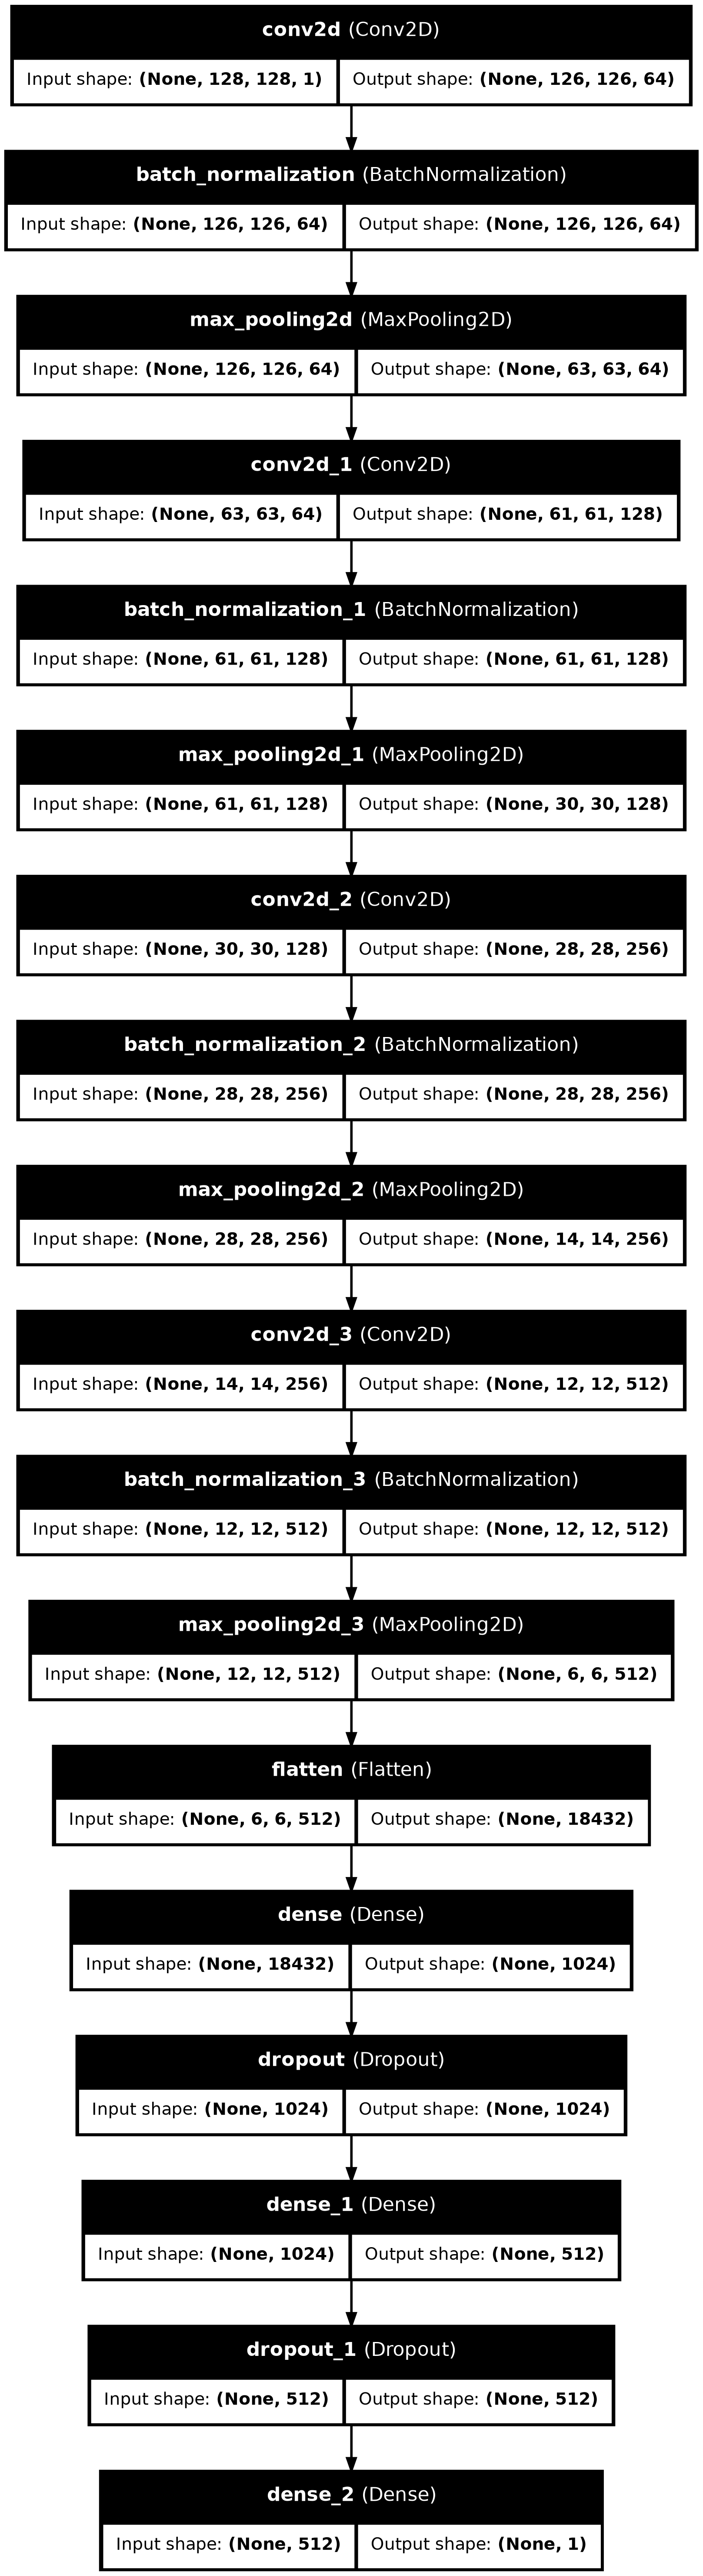 conv2d (Conv2D)
Input shape: (None, 128, 128, 1) Output shape: (None, 126, 126, 64)
batch_normalization (BatchNormalization)
Input shape: (None, 126, 126, 64) Output shape: (None, 126, 126, 64)
max_pooling2d (MaxPooling2D)
Input shape: (None, 126, 126, 64) Output shape: (None, 63, 63, 64)
conv2d_1 (Conv2D)
Input shape: (None, 63, 63, 64) Output shape: (None, 61, 61, 128)
batch_normalization_1 (BatchNormalization)
Input shape: (None, 61, 61, 128) Output shape: (None, 61, 61, 128)
max_pooling2d_1 (MaxPooling2D)
Input shape: (None, 61, 61, 128) Output shape: (None, 30, 30, 128)
conv2d_2 (Conv2D)
Input shape: (None, 30, 30, 128) Output shape: (None, 28, 28, 256)
batch_normalization_2 (BatchNormalization)
Input shape: (None, 28, 28, 256) Output shape: (None, 28, 28, 256)
max_pooling2d_2 (MaxPooling2D)
Input shape: (None, 28, 28, 256) Output shape: (None, 14, 14, 256)
conv2d_3 (Conv2D)
Input shape: (None, 14, 14, 256) Output shape: (None, 12, 12, 512)
batch_normalization_3 (BatchNormalization)
Input shape: (None, 12, 12, 512) Output shape: (None, 12, 12, 512)
max_pooling2d_3 (MaxPooling2D)
Input shape: (None, 12, 12, 512) Output shape: (None, 6, 6, 512)
flatten (Flatten)
Input shape: (None, 6, 6, 512) Output shape: (None, 18432)
dense (Dense)
Input shape: (None, 18432) Output shape: (None, 1024)
dropout (Dropout)
Input shape: (None, 1024) Output shape: (None, 1024)
dense_1 (Dense)
Input shape: (None, 1024) Output shape: (None, 512)
dropout_1 (Dropout)
Input shape: (None, 512) Output shape: (None, 512)
dense_2 (Dense)
Input shape: (None, 512) Output shape: (None, 1)